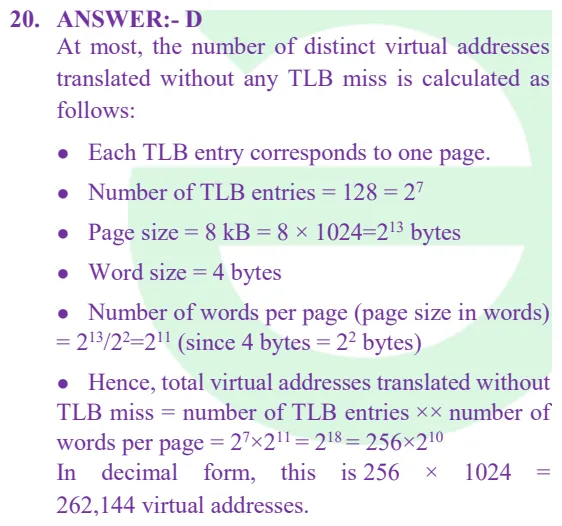 20. ANSWER:- D
At most, the number of distinct virtual addresses
translated without any TLB miss is calculated as
follows:
● Each TLB entry corresponds to one page.
● Number of TLB entries = 128 = 2⁷
● Page size = 8 kB = 8 × 1024=2¹³ bytes
● Word size = 4 bytes
● Number of words per page (page size in words)
= 2¹³/2²=2¹¹ (since 4 bytes = 2² bytes)
● Hence, total virtual addresses translated without
TLB miss = number of TLB entries ×× number of
words per page = 2⁷×2¹¹ = 2¹⁸ = 256×2¹⁰
In decimal form, this is 256 × 1024 =
262,144 virtual addresses.